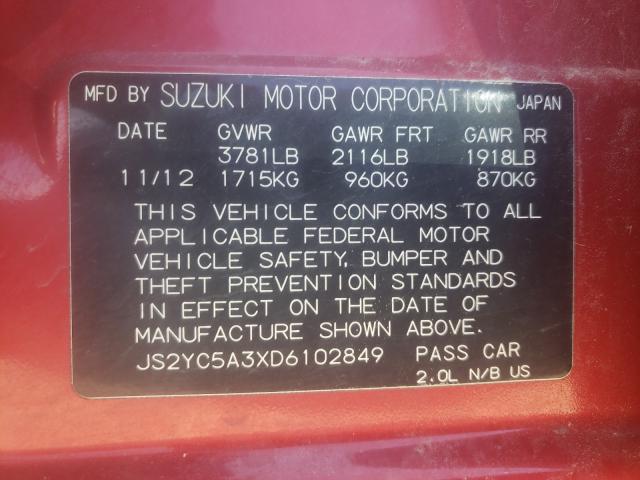 MFD BY SUZUKI MOTOR CORPORATION JAPAN
DATE GVWR GAWR FRT GAWR RR
3781LB 2116LB 1918LB
11/12 1715KG 960KG 870KG
THIS VEHICLE CONFORMS TO ALL
APPLICABLE FEDERAL MOTOR
VEHICLE SAFETY, BUMPER AND
THEFT PREVENTION STANDARDS
IN EFFECT ON THE DATE OF
MANUFACTURE SHOWN ABOVE.
JS2YC5A3XD6102849 PASS CAR
2.0L N/B US